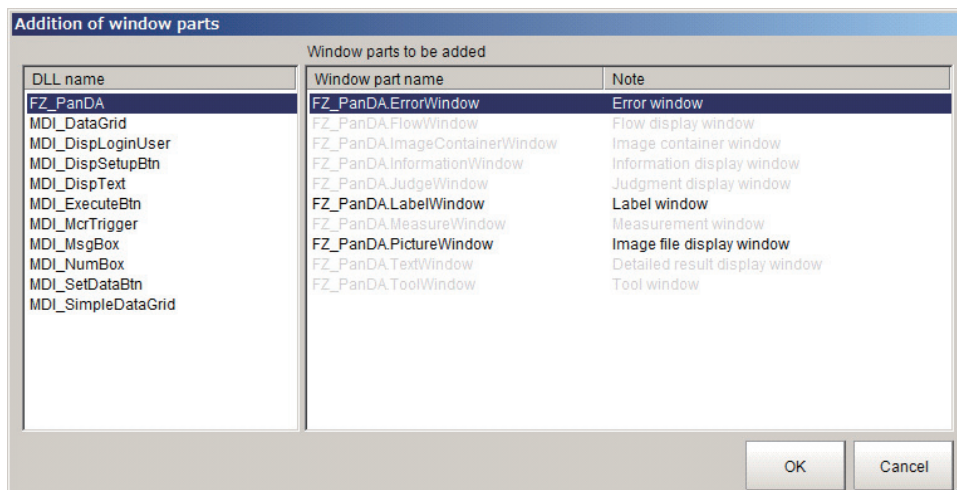 Addition of window parts
Window parts to be added
DLL name
FZ_PanDA
MDI_DataGrid
MDI_DispLoginUser
MDI_DispSetupBtn
MDI_DispText
MDI_ExecuteBtn
MDI_McrTrigger
MDI_MsgBox
MDI_NumBox
MDI_SetDataBtn
MDI_SimpleDataGrid
Window part name Note
FZ_PanDA.ErrorWindow Error window
FZ_PanDA.FlowWindow Flow display window
FZ_PanDA.ImageContainerWindow Image container window
FZ_PanDA.InformationWindow Information display window
FZ_PanDA.JudgeWindow Judgment display window
FZ_PanDA.LabelWindow Label window
FZ_PanDA.MeasureWindow Measurement window
FZ_PanDA.PictureWindow Image file display window
FZ_PanDA.TextWindow Detailed result display window
FZ_PanDA.ToolWindow Tool window
OK Cancel